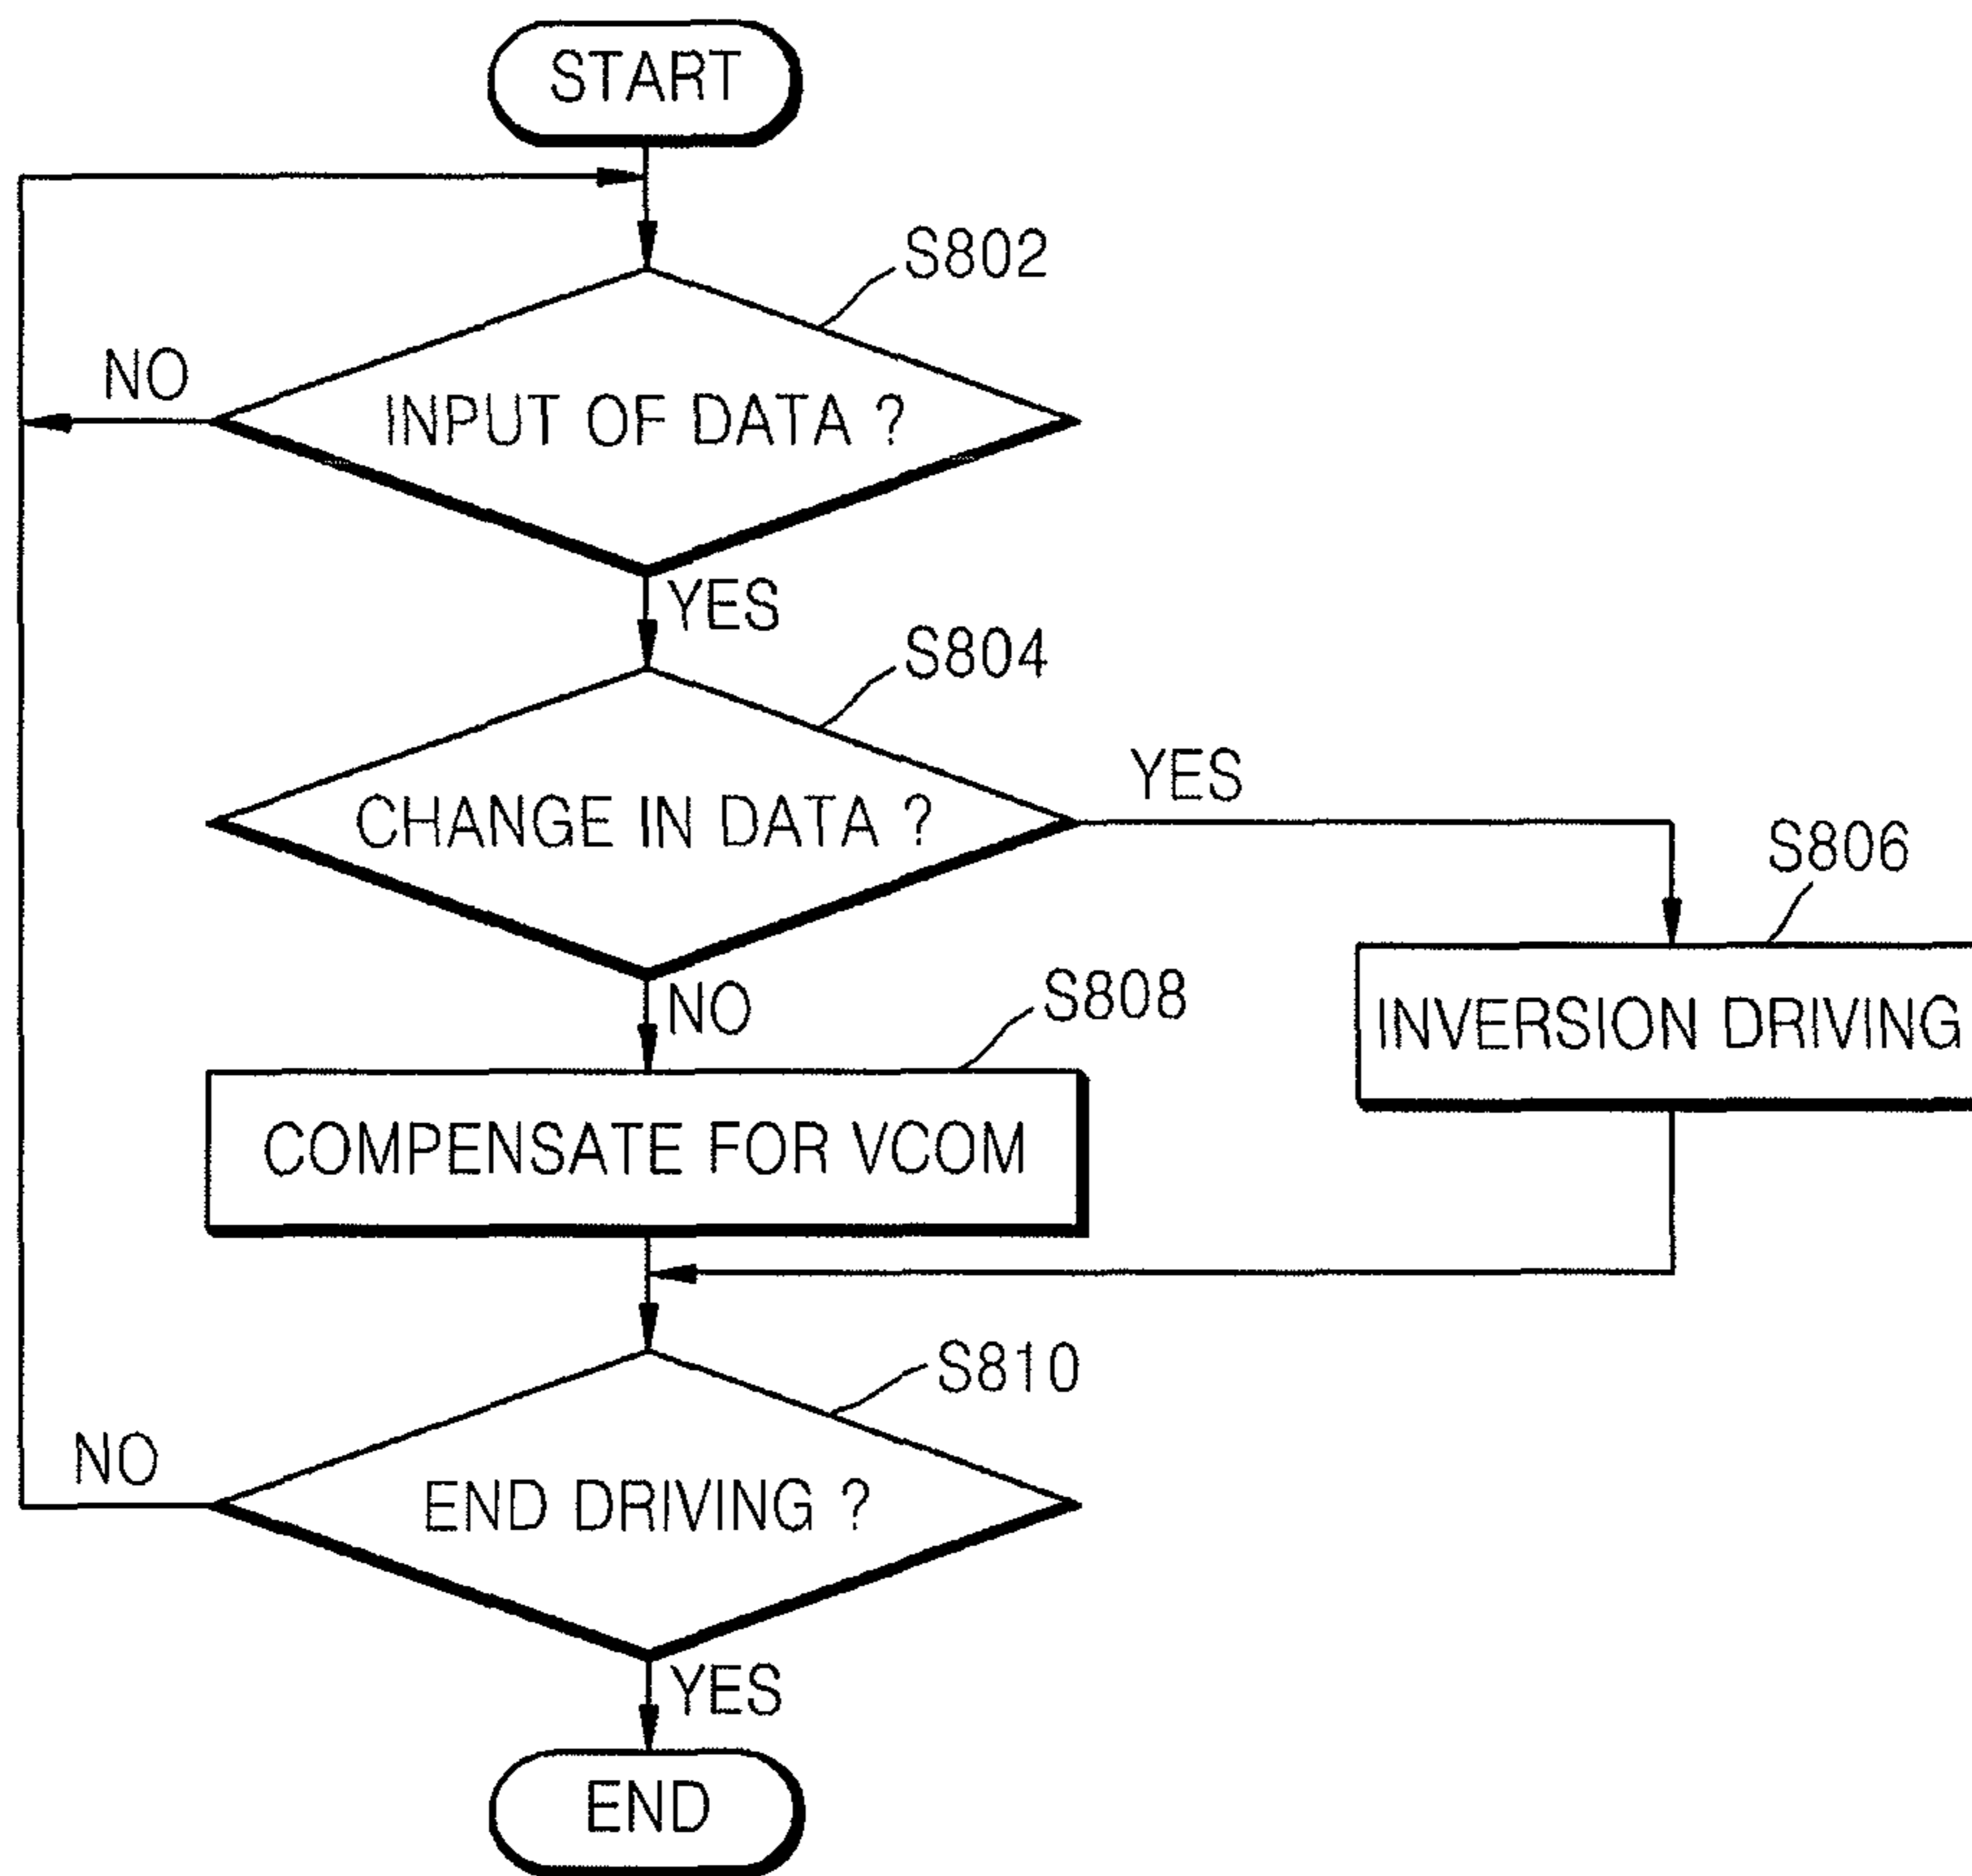 START
S802
NO
INPUT OF DATA ?
YES
S804
YES
CHANGE IN DATA ?
S806
NO
S808
INVERSION DRIVING
COMPENSATE FOR VCOM
S810
NO
END DRIVING ?
YES
END